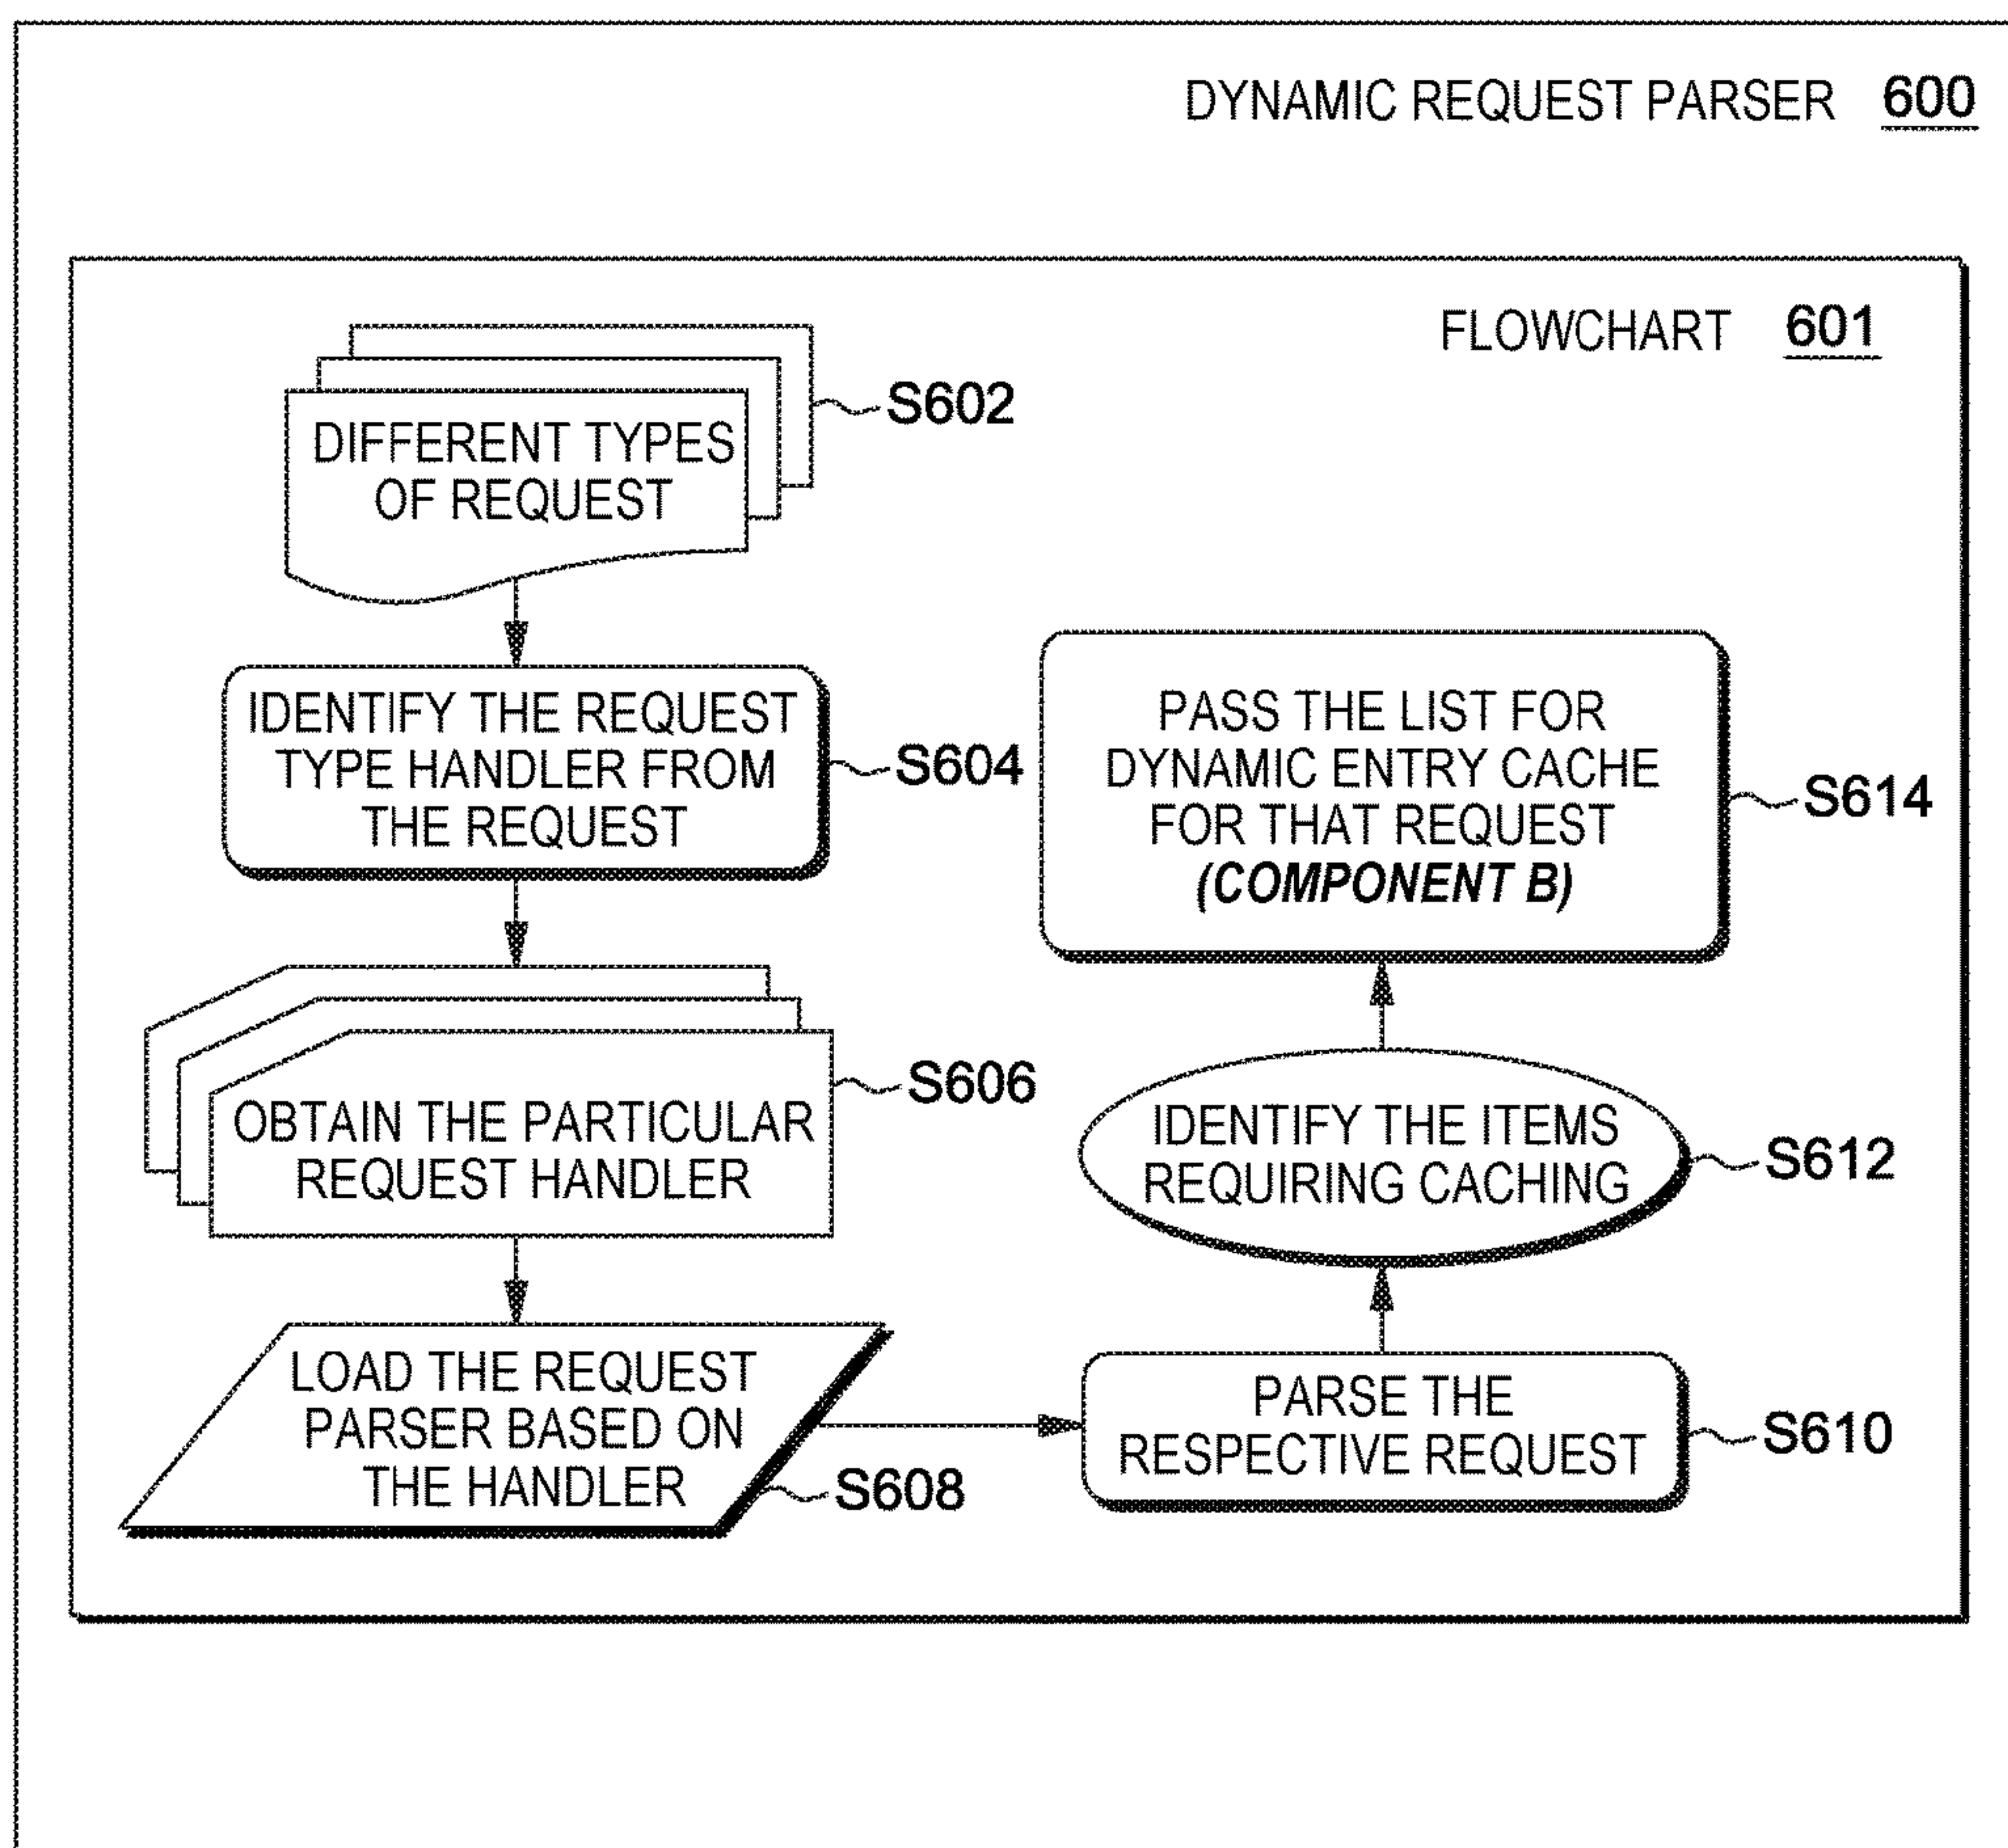 DYNAMIC REQUEST PARSER 600
FLOWCHART 601
DIFFERENT TYPES
OF REQUEST
S602
IDENTIFY THE REQUEST
TYPE HANDLER FROM
THE REQUEST
S604
OBTAIN THE PARTICULAR
REQUEST HANDLER
S606
LOAD THE REQUEST
PARSER BASED ON
THE HANDLER
S608
PARSE THE
RESPECTIVE REQUEST
S610
IDENTIFY THE ITEMS
REQUIRING CACHING
S612
PASS THE LIST FOR
DYNAMIC ENTRY CACHE
FOR THAT REQUEST
(COMPONENT B)
S614